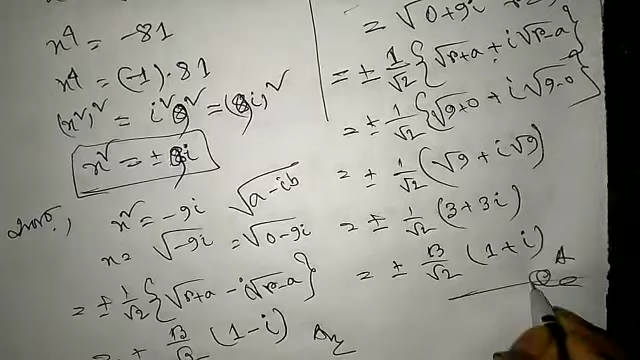 x⁴ = -81
x⁴ = (-1)·81
(x²)² = i²9² = (9i)²
x² = ±9i
x² = -9i √a-ib
x = √-9i = √0-9i
= ± 1/√2 {√r+a - i√r-a}
(1-i) Ans
= √0+9i
= ± 1/√2 {√r+a + i√r-a}
= ± 1/√2 {√9+0 + i√9-0}
= ± 1/√2 (√9 + i√9)
= ± 1/√2 (3+3i)
= ± 3/√2 (1+i) A